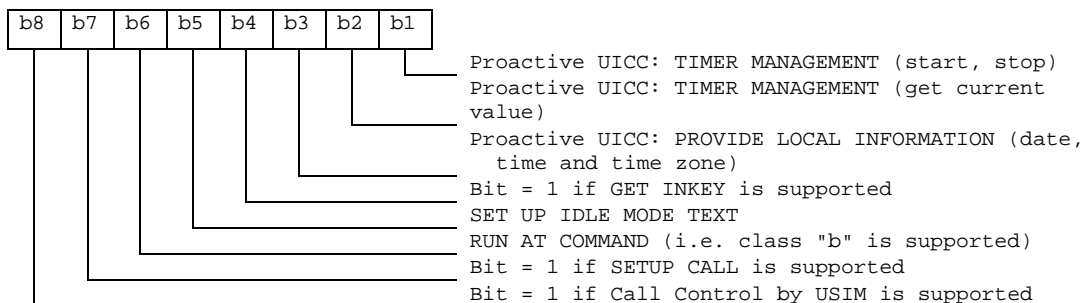 b8 b7 b6 b5 b4 b3 b2 b1
Proactive UICC: TIMER MANAGEMENT (start, stop)
Proactive UICC: TIMER MANAGEMENT (get current
value)
Proactive UICC: PROVIDE LOCAL INFORMATION (date,
time and time zone)
Bit = 1 if GET INKEY is supported
SET UP IDLE MODE TEXT
RUN AT COMMAND (i.e. class "b" is supported)
Bit = 1 if SETUP CALL is supported
Bit = 1 if Call Control by USIM is supported